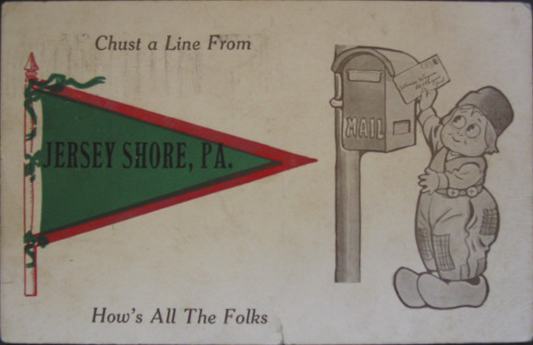 Chust a Line From
JERSEY SHORE, PA.
MAIL
How's All The Folks